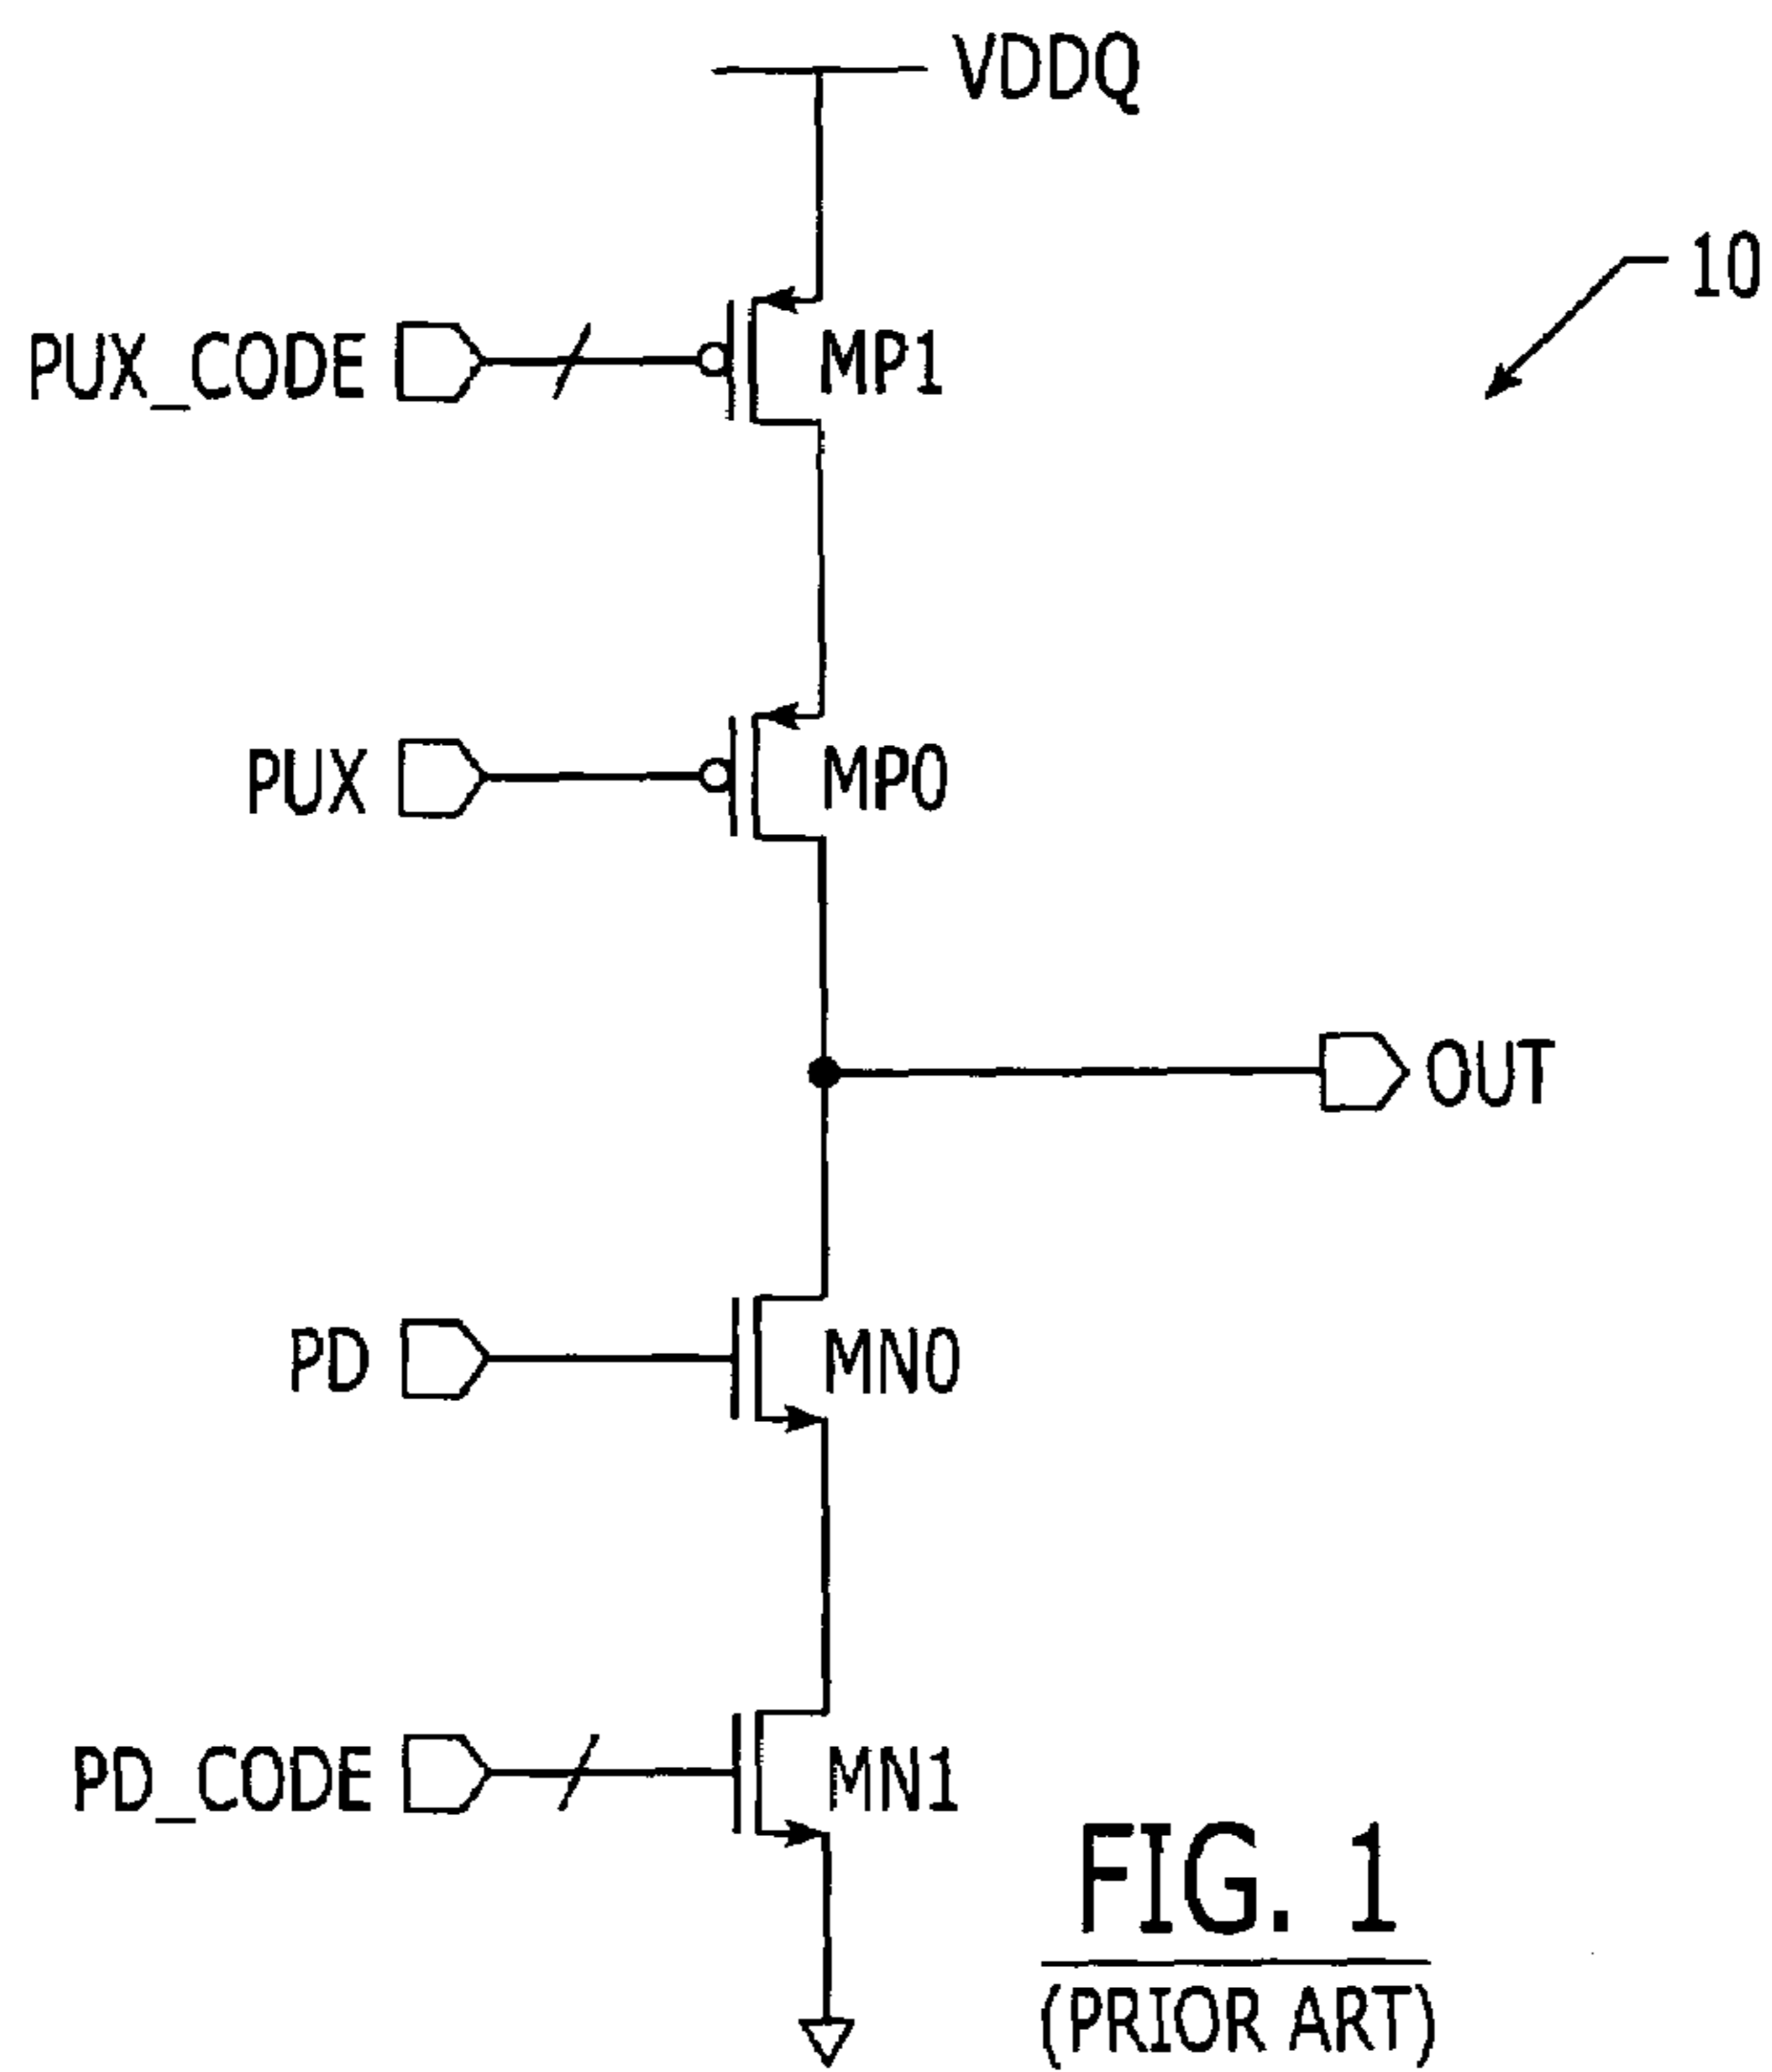 VDDQ
10
PUX_CODE
MP1
PUX
MP0
OUT
PD
MN0
PD_CODE
MN1
FIG. 1
(PRIOR ART)